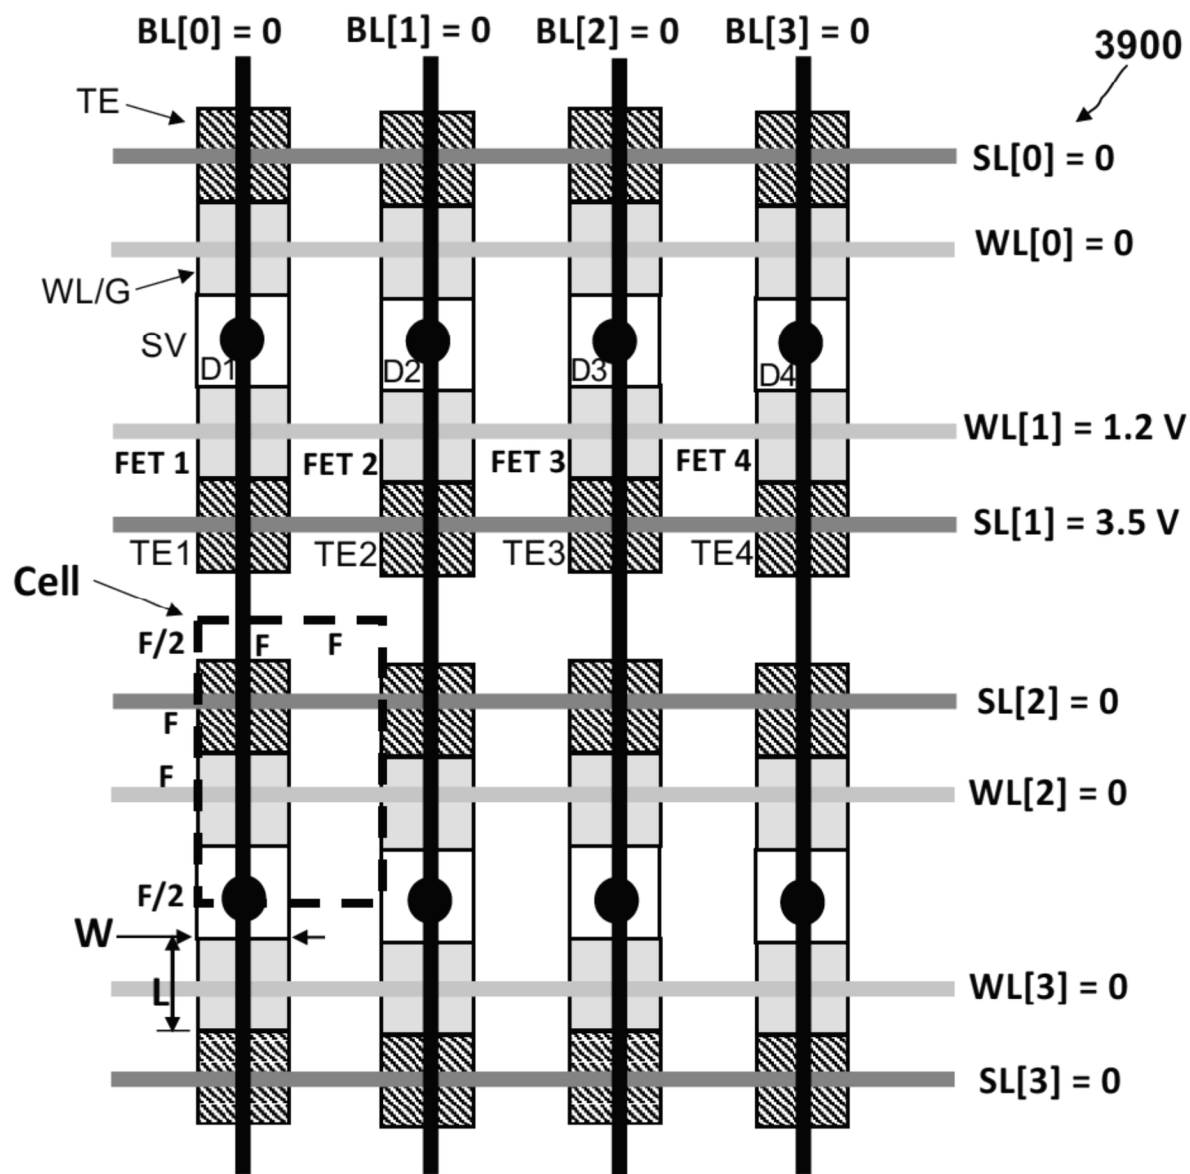 BL[0] = 0
BL[1] = 0
BL[2] = 0
BL[3] = 0
3900
TE
SL[0] = 0
WL[0] = 0
WL/G
SV
D1
D2
D3
D4
WL[1] = 1.2 V
FET 1
FET 2
FET 3
FET 4
SL[1] = 3.5 V
TE1
TE2
TE3
TE4
Cell
F/2
F
F
F
SL[2] = 0
F
WL[2] = 0
F/2
W
L
WL[3] = 0
SL[3] = 0